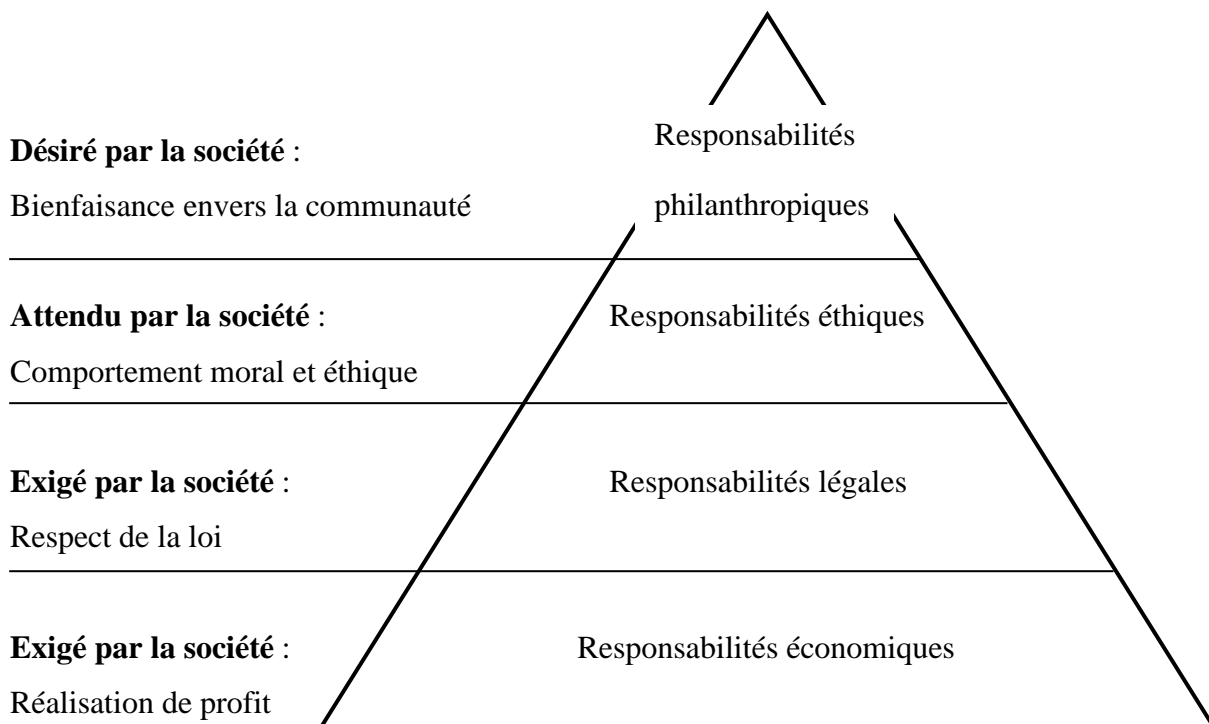 Désiré par la société :
Bienfaisance envers la communauté
Responsabilités
philanthropiques
Attendu par la société :
Comportement moral et éthique
Responsabilités éthiques
Exigé par la société :
Respect de la loi
Responsabilités légales
Exigé par la société :
Réalisation de profit
Responsabilités économiques